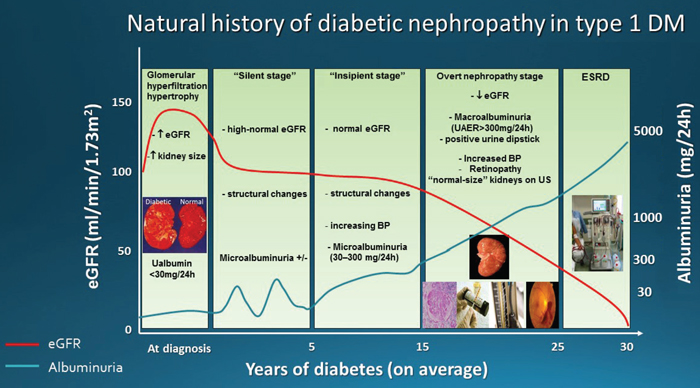 Natural history of diabetic nephropathy in type 1 DM
eGFR (ml/min/1.73m²)
150
100
50
0
Glomerular
hyperfiltration
hypertrophy
-↑eGFR
-↑kidney size
Diabetic Normal
Ualbumin
<30mg/24h
"Silent stage"
- high-normal eGFR
- structural changes
Microalbuminuria +/-
"Insipient stage"
- normal eGFR
- structural changes
- increasing BP
- Microalbuminuria
(30–300 mg/24h)
Overt nephropathy stage
- ↓eGFR
- Macroalbuminuria
(UAER>300mg/24h)
- positive urine dipstick
- Increased BP
- Retinopathy
"normal-size" kidneys on US
ESRD
5000
1000
300
30
Albuminuria (mg/24h)
At diagnosis
5
15
25
30
Years of diabetes (on average)
eGFR
Albuminuria